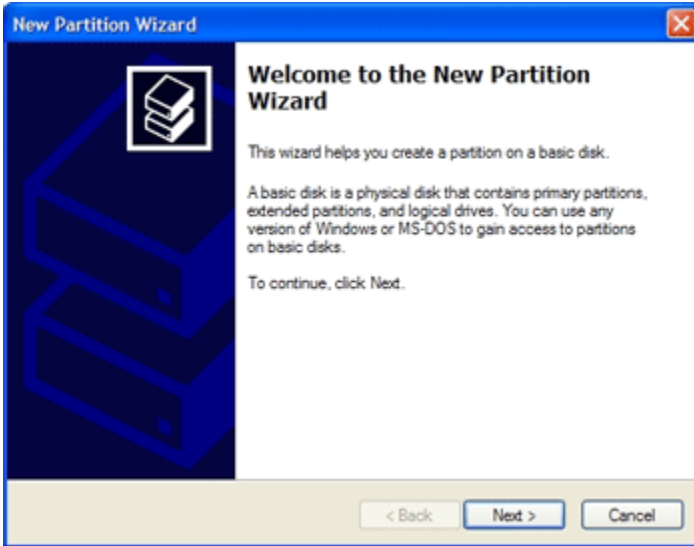 New Partition Wizard
Welcome to the New Partition
Wizard
This wizard helps you create a partition on a basic disk.
A basic disk is a physical disk that contains primary partitions,
extended partitions, and logical drives. You can use any
version of Windows or MS-DOS to gain access to partitions
on basic disks.
To continue, click Next.
< Back Next > Cancel